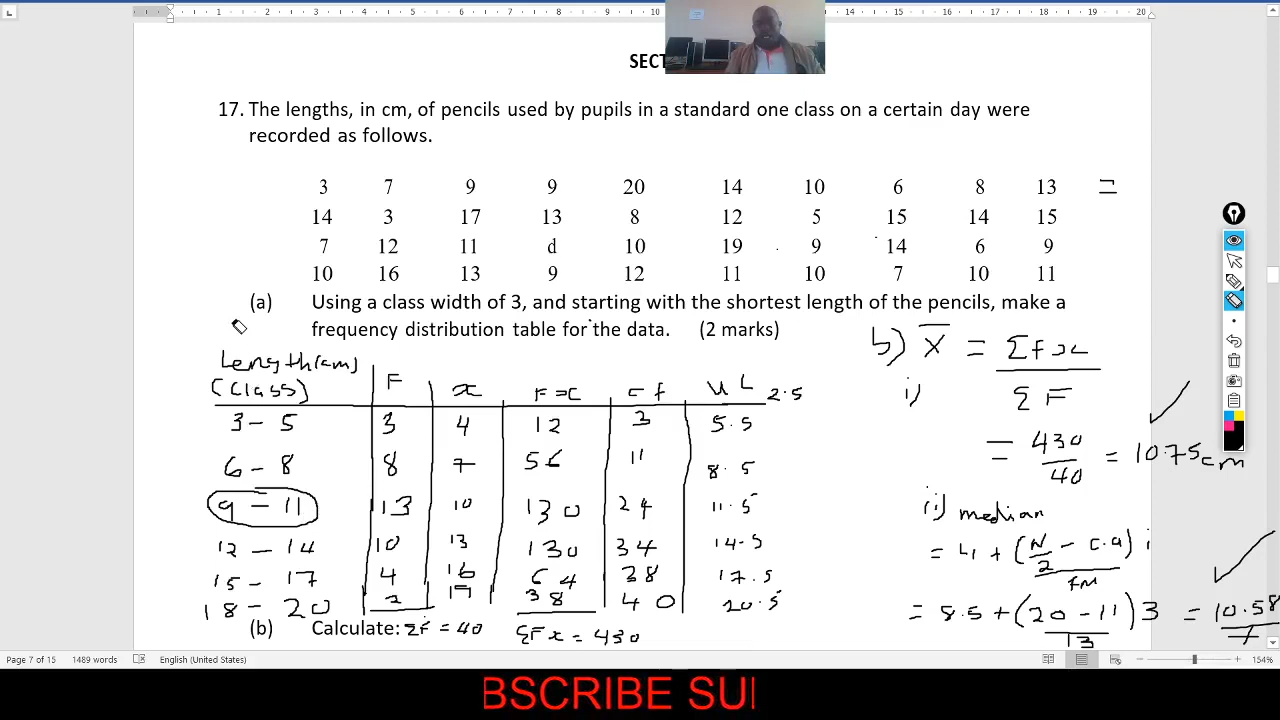 SECT
17. The lengths, in cm, of pencils used by pupils in a standard one class on a certain day were
recorded as follows.
3 7 9 9 20 14 10 6 8 13 =
14 3 17 13 8 12 5 15 14 15
7 12 11 d 10 19 9 14 6 9
10 16 13 9 12 11 10 7 10 11
(a) Using a class width of 3, and starting with the shortest length of the pencils, make a
frequency distribution table for the data. (2 marks)
Length(cm)
(Class) F x Fx cf UL 2.5
3 - 5 3 4 12 3 5.5
6 - 8 8 7 56 11 8.5
9 - 11 13 10 130 24 11.5
12 - 14 10 13 130 34 14.5
15 - 17 4 16 64 38 17.5
18 - 20 2 19 38 40 20.5
(b) Calculate: Σf = 40 ΣFx = 430
b) X̅ = Σfx
i) ΣF
= 430 = 10.75cm
40
ii) median
= L1 + (N/2 - C.a) i
fm
= 8.5 + (20 - 11) 3 = 10.58
13
Page 7 of 15 1489 words English (United States) 154%
BSCRIBE SU